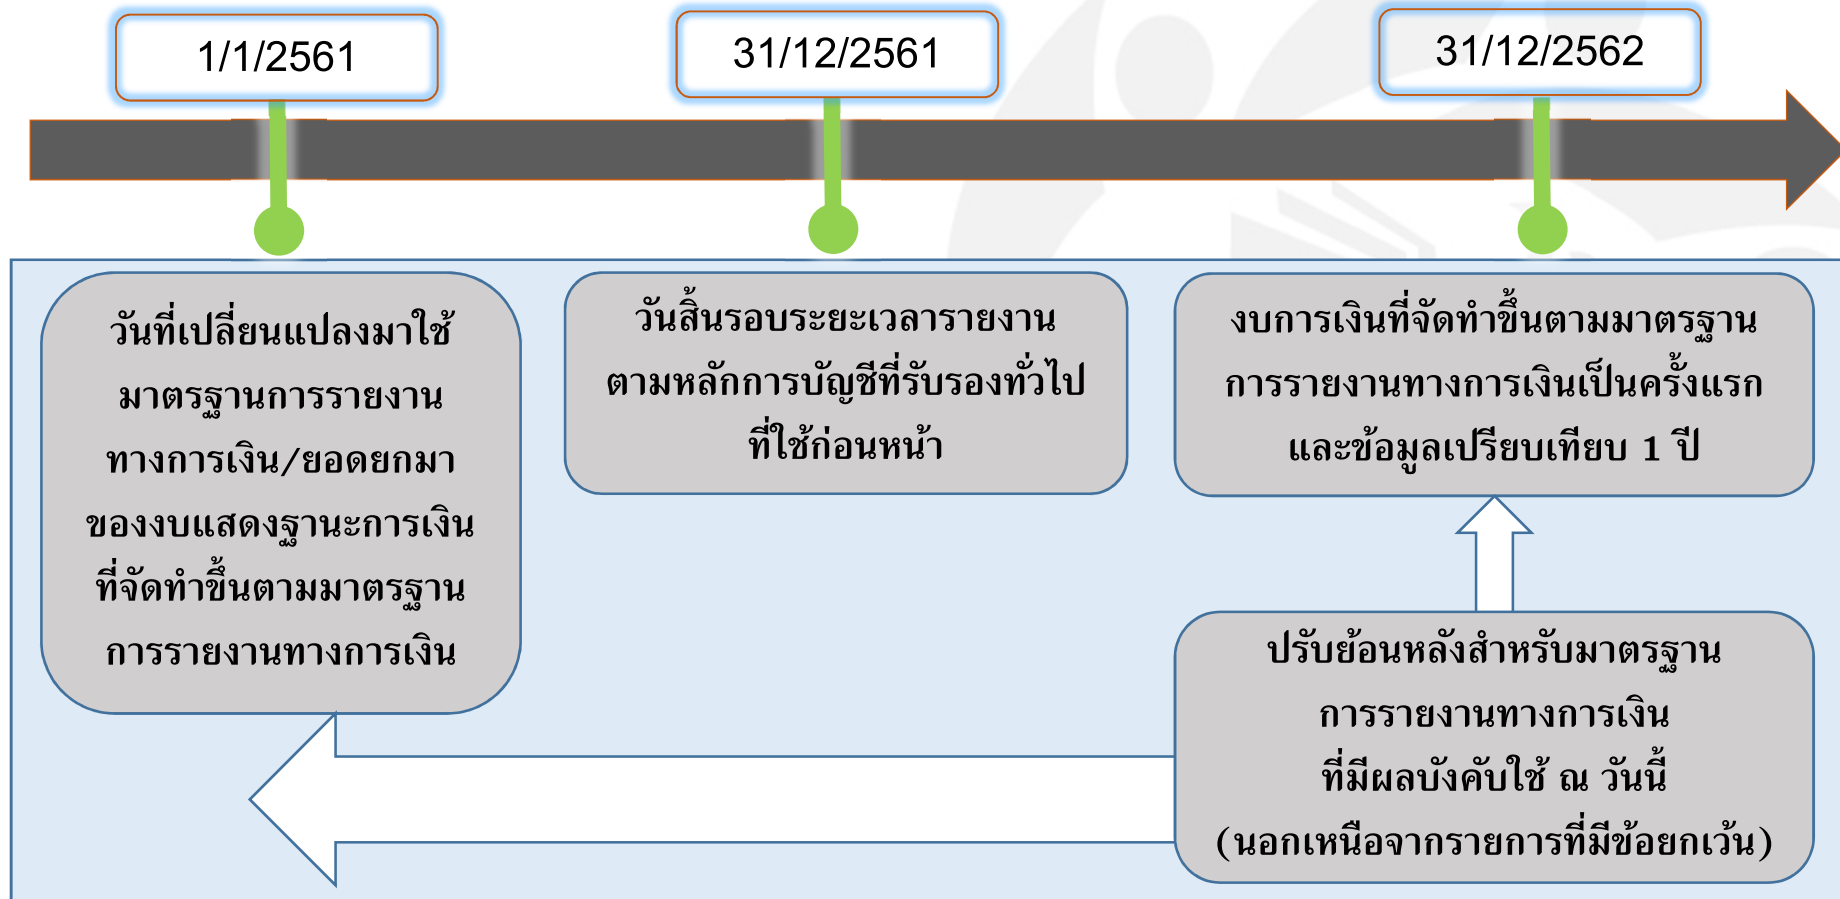 1/1/2561
31/12/2561
31/12/2562
วันที่เปลี่ยนแปลงมาใช้
มาตรฐานการรายงาน
ทางการเงิน/ยอดยกมา
ของงบแสดงฐานะการเงิน
ที่จัดทำขึ้นตามมาตรฐาน
การรายงานทางการเงิน
วันสิ้นรอบระยะเวลารายงาน
ตามหลักการบัญชีที่รับรองทั่วไป
ที่ใช้ก่อนหน้า
งบการเงินที่จัดทำขึ้นตามมาตรฐาน
การรายงานทางการเงินเป็นครั้งแรก
และข้อมูลเปรียบเทียบ 1 ปี
ปรับย้อนหลังสำหรับมาตรฐาน
การรายงานทางการเงิน
ที่มีผลบังคับใช้ ณ วันนี้
(นอกเหนือจากรายการที่มีข้อยกเว้น)